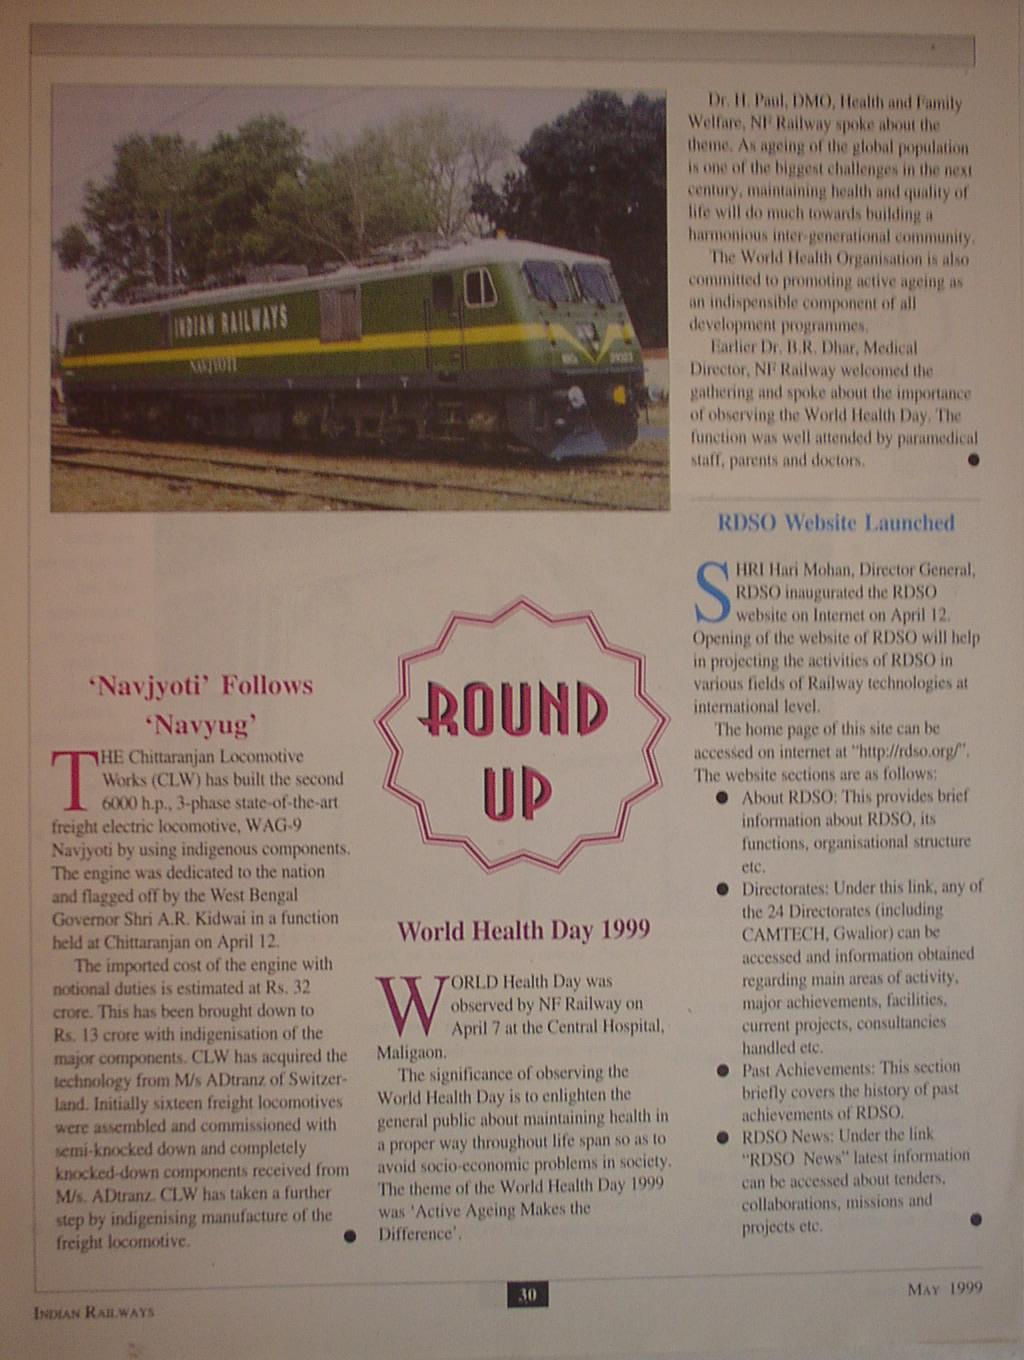 INDIAN RAILWAYS
NAVJYOTI
'Navjyoti' Follows
'Navyug'
THE Chittaranjan Locomotive
Works (CLW) has built the second
6000 h.p., 3-phase state-of-the-art
freight electric locomotive, WAG-9
Navjyoti by using indigenous components.
The engine was dedicated to the nation
and flagged off by the West Bengal
Governor Shri A.R. Kidwai in a function
held at Chittaranjan on April 12.
The imported cost of the engine with
notional duties is estimated at Rs. 32
crore. This has been brought down to
Rs. 13 crore with indigenisation of the
major components. CLW has acquired the
technology from M/s ADtranz of Switzer-
land. Initially sixteen freight locomotives
were assembled and commissioned with
semi-knocked down and completely
knocked-down components received from
M/s. ADtranz. CLW has taken a further
step by indigenising manufacture of the
freight locomotive.
ROUND
UP
World Health Day 1999
WORLD Health Day was
observed by NF Railway on
April 7 at the Central Hospital,
Maligaon.
The significance of observing the
World Health Day is to enlighten the
general public about maintaining health in
a proper way throughout life span so as to
avoid socio-economic problems in society.
The theme of the World Health Day 1999
was 'Active Ageing Makes the
Difference'.
Dr. H. Paul, DMO, Health and Family
Welfare, NF Railway spoke about the
theme. As ageing of the global population
is one of the biggest challenges in the next
century, maintaining health and quality of
life will do much towards building a
harmonious inter-generational community.
The World Health Organisation is also
committed to promoting active ageing as
an indispensible component of all
development programmes.
Earlier Dr. B.R. Dhar, Medical
Director, NF Railway welcomed the
gathering and spoke about the importance
of observing the World Health Day. The
function was well attended by paramedical
staff, parents and doctors.
RDSO Website Launched
SHRI Hari Mohan, Director General,
RDSO inaugurated the RDSO
website on Internet on April 12.
Opening of the website of RDSO will help
in projecting the activities of RDSO in
various fields of Railway technologies at
international level.
The home page of this site can be
accessed on internet at "http://rdso.org/".
The website sections are as follows:
● About RDSO: This provides brief
information about RDSO, its
functions, organisational structure
etc.
● Directorates: Under this link, any of
the 24 Directorates (including
CAMTECH, Gwalior) can be
accessed and information obtained
regarding main areas of activity,
major achievements, facilities,
current projects, consultancies
handled etc.
● Past Achievements: This section
briefly covers the history of past
achievements of RDSO.
● RDSO News: Under the link
"RDSO News" latest information
can be accessed about tenders,
collaborations, missions and
projects etc.
INDIAN RAILWAYS
30
MAY 1999